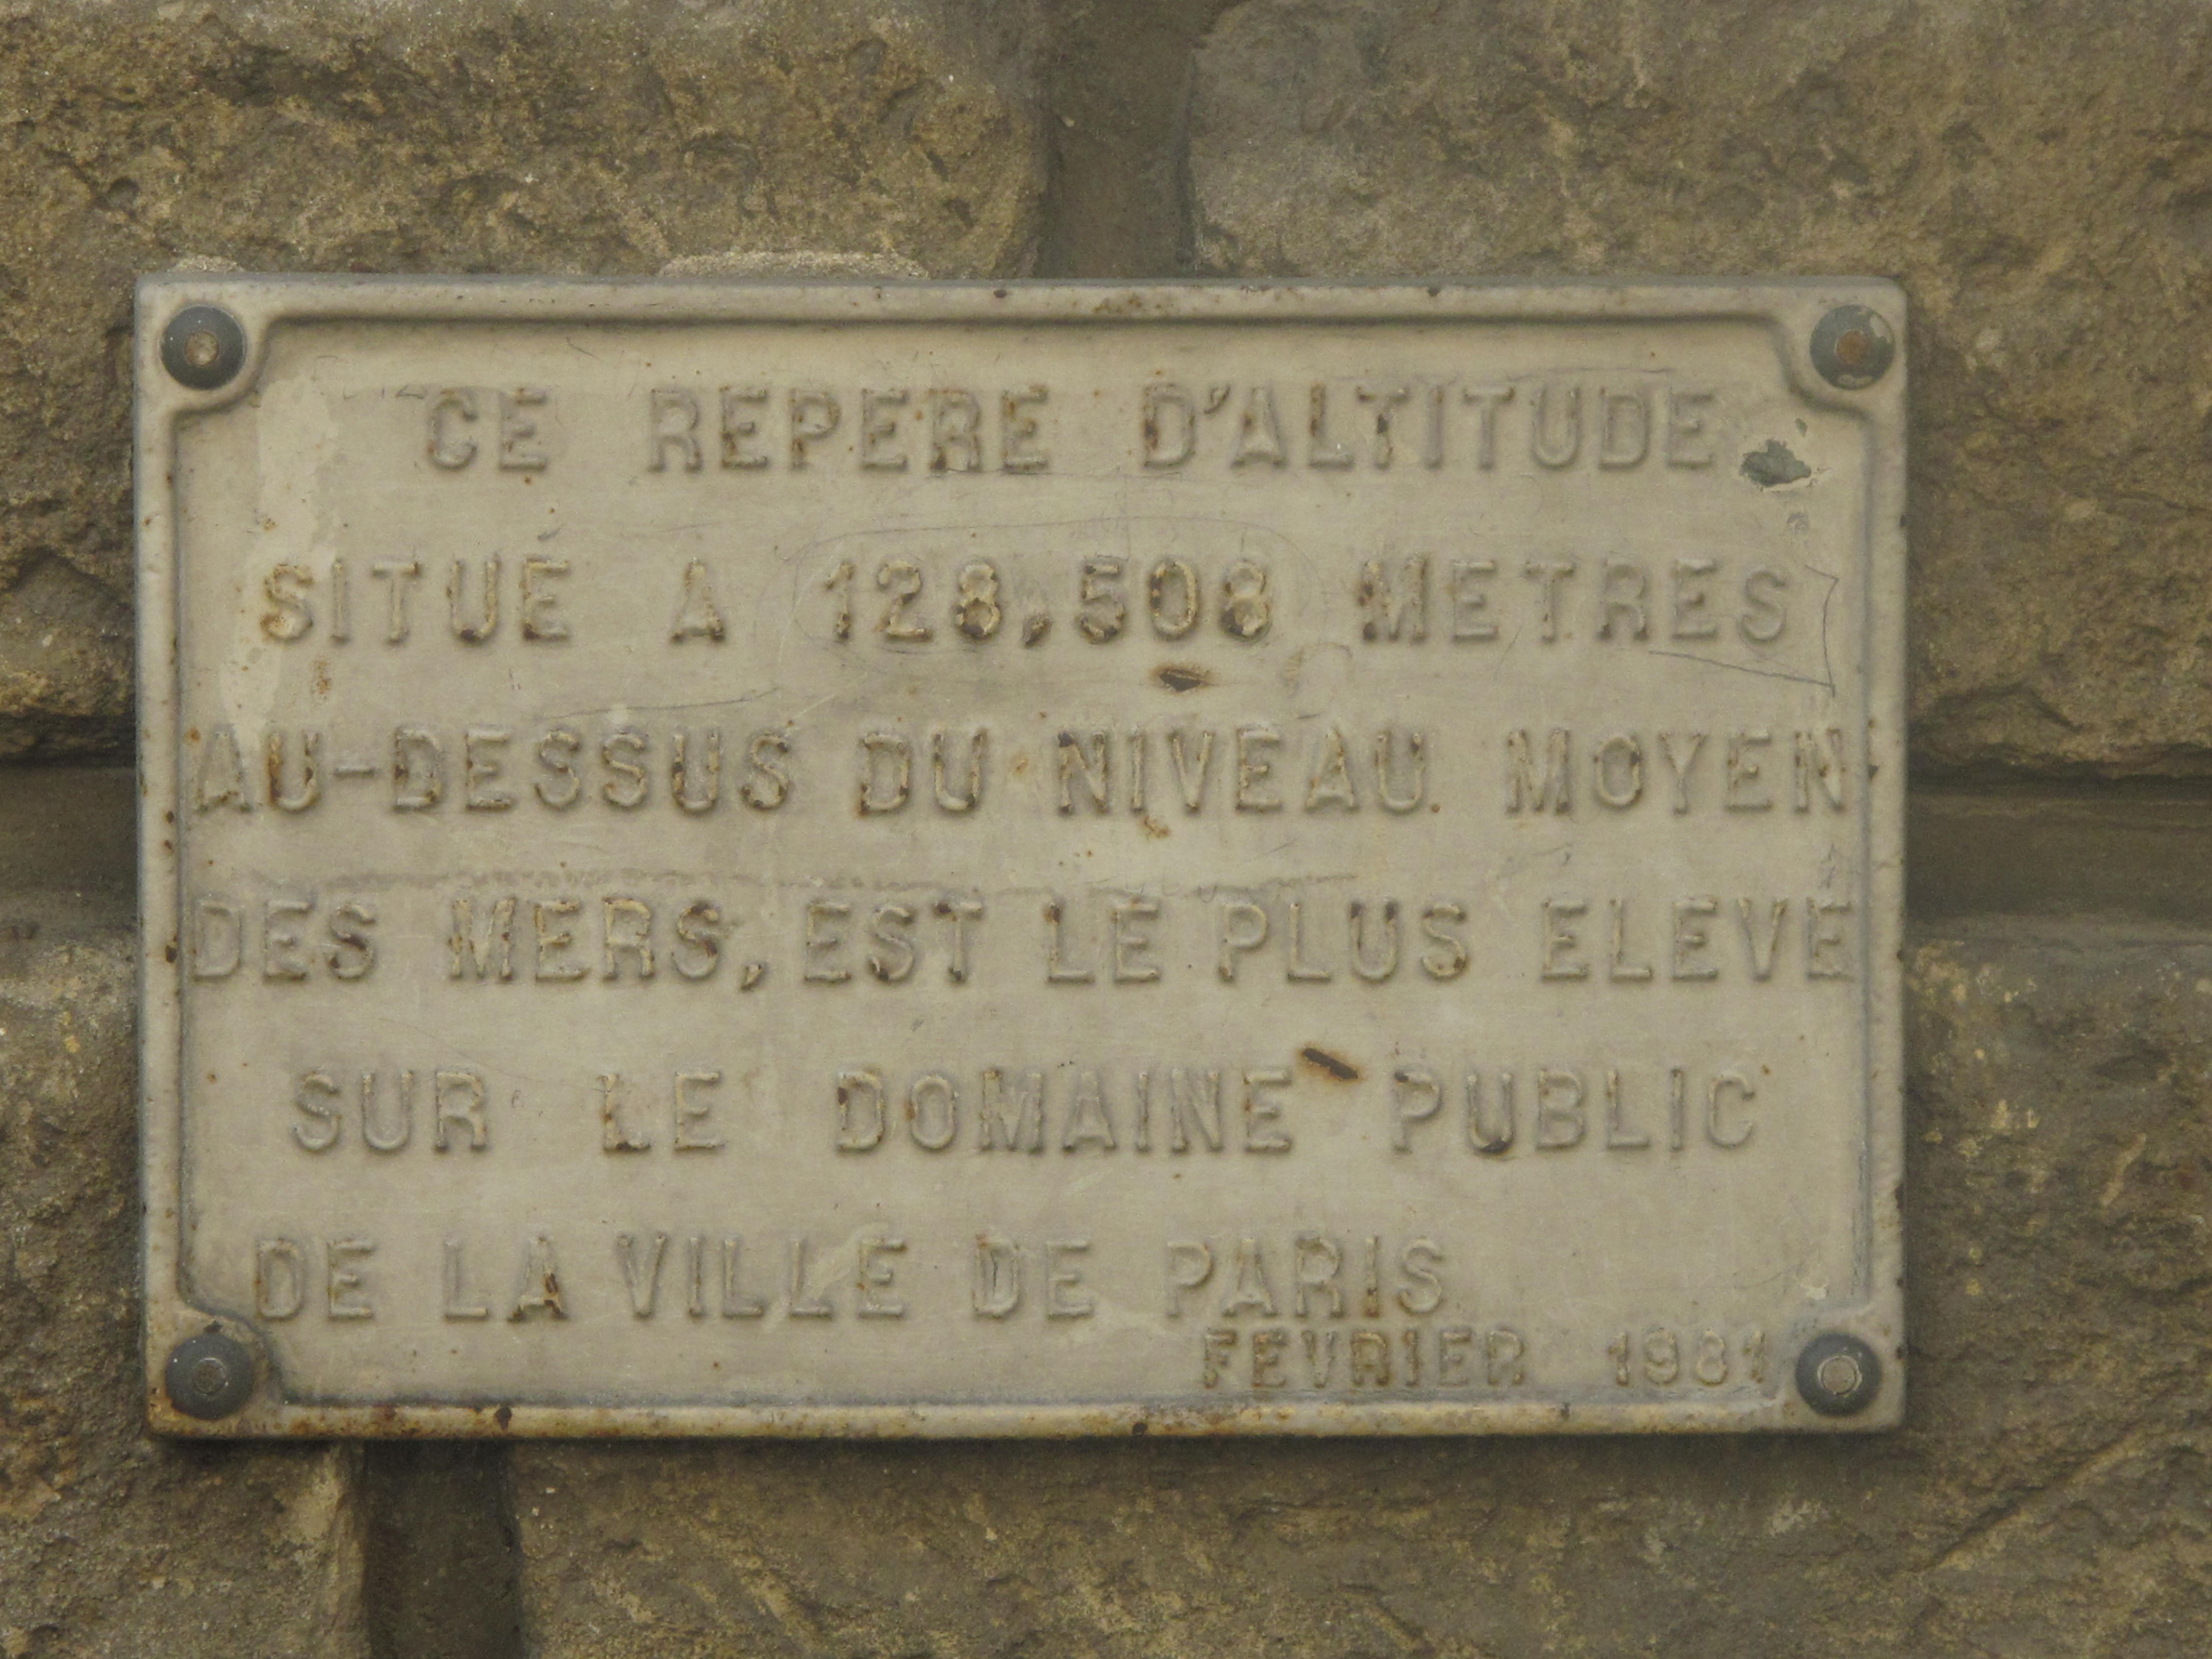 CE REPERE D'ALTITUDE
SITUÉ A 128,508 METRES
AU-DESSUS DU NIVEAU MOYEN
DES MERS, EST LE PLUS ELEVÉ
SUR LE DOMAINE PUBLIC
DE LA VILLE DE PARIS
FEVRIER 1981